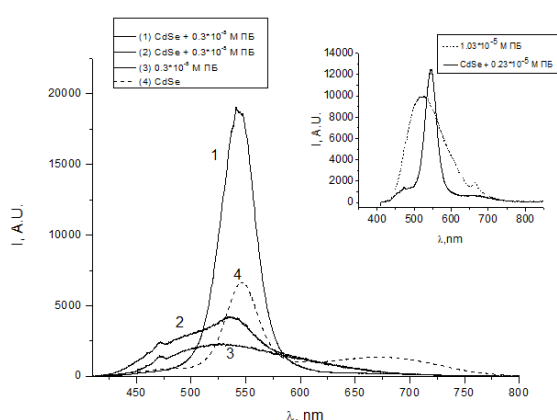 (1) CdSe + 0.3*10⁻⁸ М ПБ
(2) CdSe + 0.3*10⁻⁸ М ПБ
(3) 0.3*10⁻⁸ М ПБ
(4) CdSe
I, A.U.
20000
15000
10000
5000
0
1
2
3
4
450 500 550 600 650 700 750 800
λ, nm
1.03*10⁻⁵ М ПБ
CdSe + 0.23*10⁻⁵ М ПБ
I, A.U.
14000
12000
10000
8000
6000
4000
2000
0
400 500 600 700 800
λ,nm